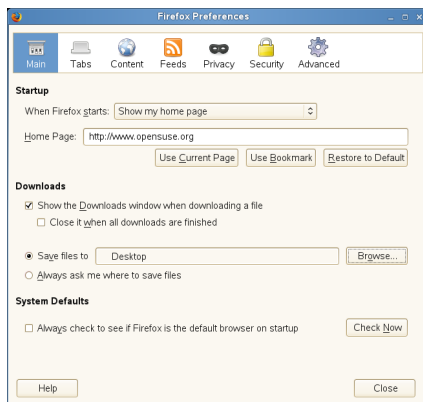 Firefox Preferences
Main Tabs Content Feeds Privacy Security Advanced
Startup
When Firefox starts: Show my home page
Home Page: http://www.opensuse.org
Use Current Page Use Bookmark Restore to Default
Downloads
Show the Downloads window when downloading a file
Close it when all downloads are finished
Save files to Desktop Browse...
Always ask me where to save files
System Defaults
Always check to see if Firefox is the default browser on startup Check Now
Help Close